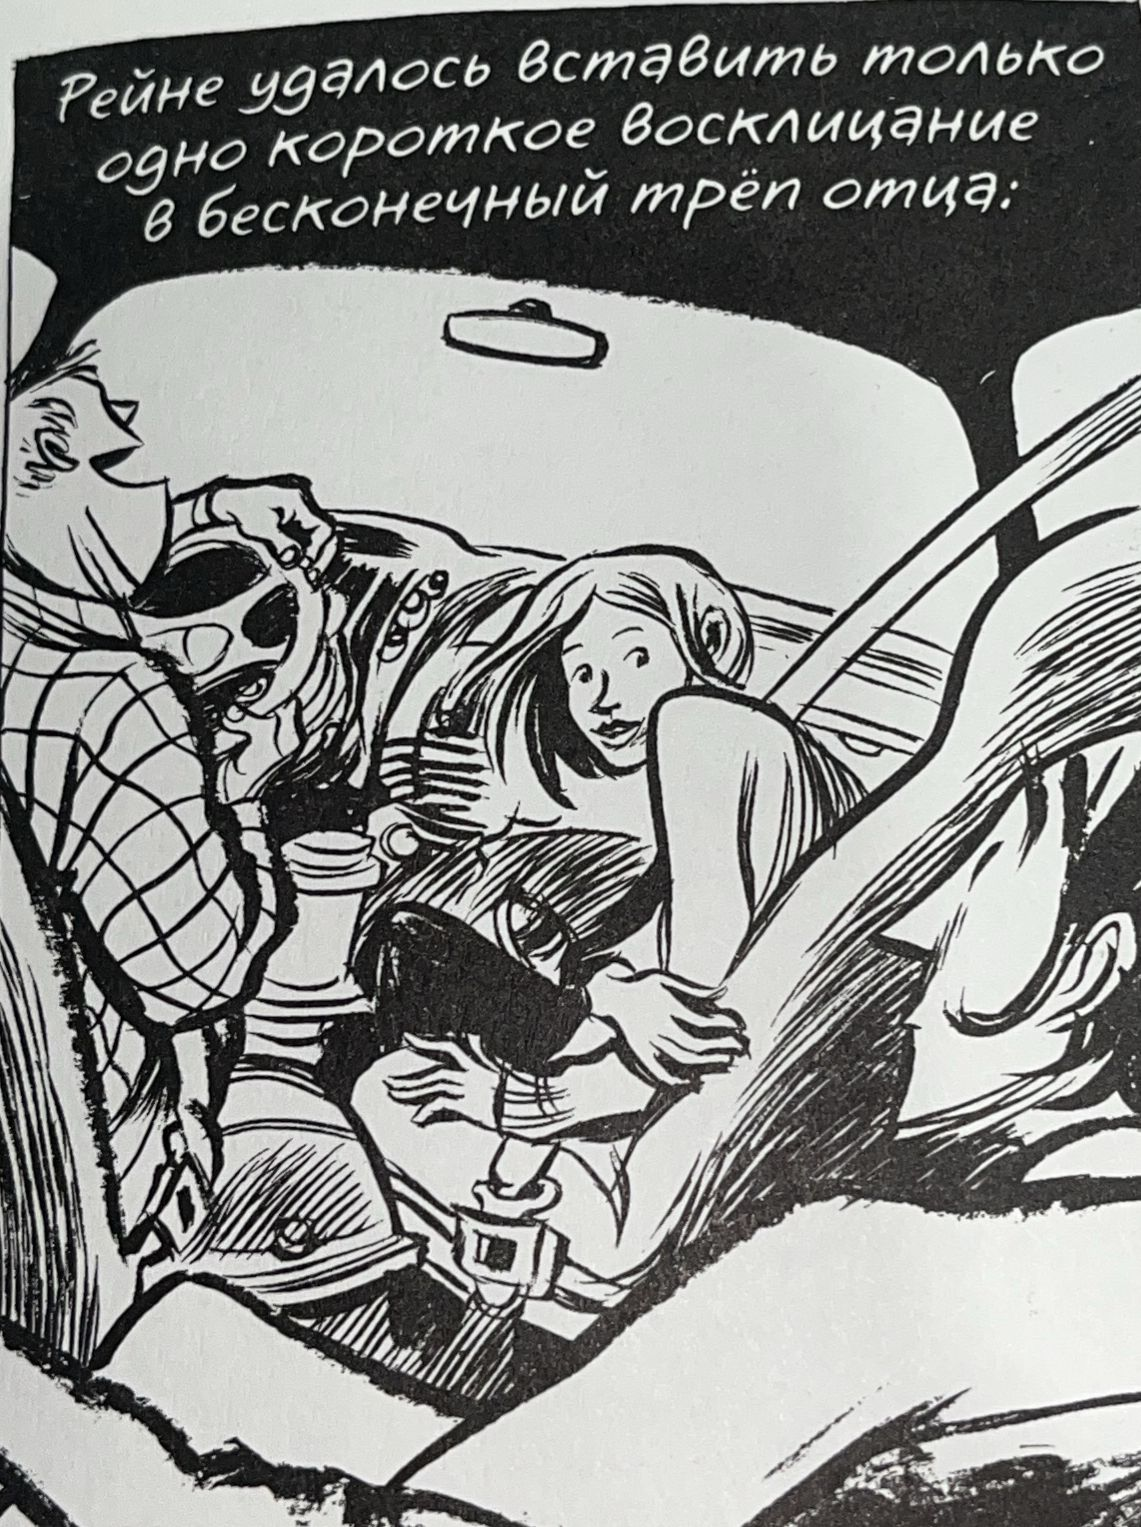 Рейне удалось вставить только
одно короткое восклицание
в бесконечный трёп отца: